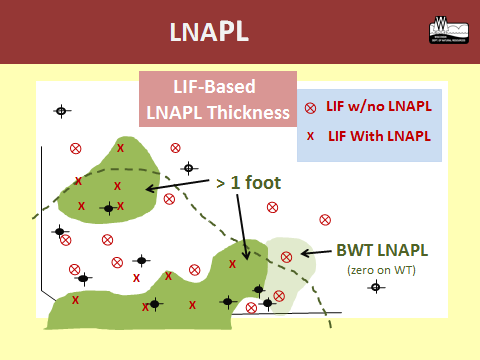 LNAPL
LIF-Based
LNAPL Thickness
LIF w/no LNAPL
X LIF With LNAPL
> 1 foot
BWT LNAPL
(zero on WT)